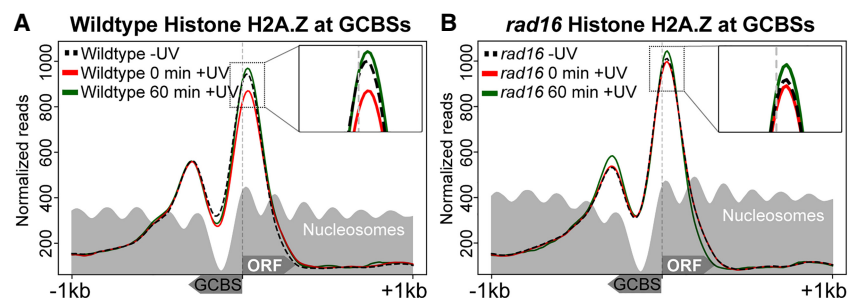 A Wildtype Histone H2A.Z at GCBSs
Normalized reads
1000
800
600
400
200
Wildtype -UV
Wildtype 0 min +UV
Wildtype 60 min +UV
Nucleosomes
ORF
GCBS
-1kb
+1kb
B rad16 Histone H2A.Z at GCBSs
Normalized reads
1000
800
600
400
200
rad16 -UV
rad16 0 min +UV
rad16 60 min +UV
Nucleosomes
ORF
GCBS
-1kb
+1kb